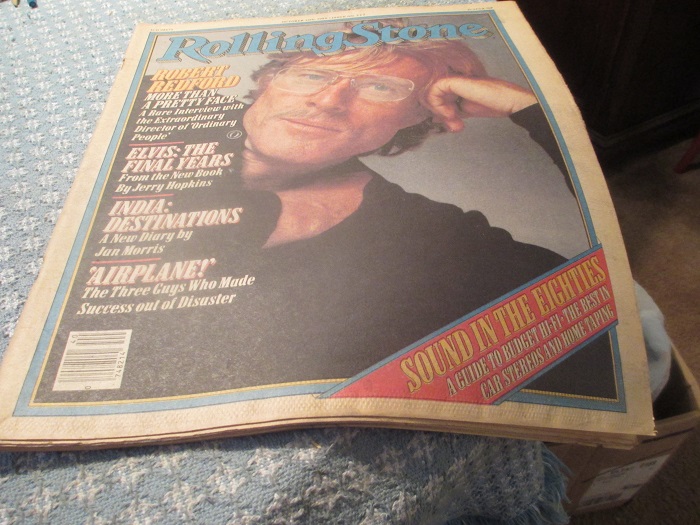 Rolling Stone
ROBERT
REDFORD
MORE THAN
A PRETTY FACE
A Rare Interview with
the Extraordinary
Director of 'Ordinary
People'
ELVIS: THE
FINAL YEARS
From the New Book
By Jerry Hopkins
INDIA:
DESTINATIONS
A New Diary by
Jan Morris
'AIRPLANE!'
The Three Guys Who Made
Success out of Disaster
SOUND IN THE EIGHTIES
A GUIDE TO BUDGET HI-FI, THE BEST IN
CAR STEREOS AND HOME TAPING